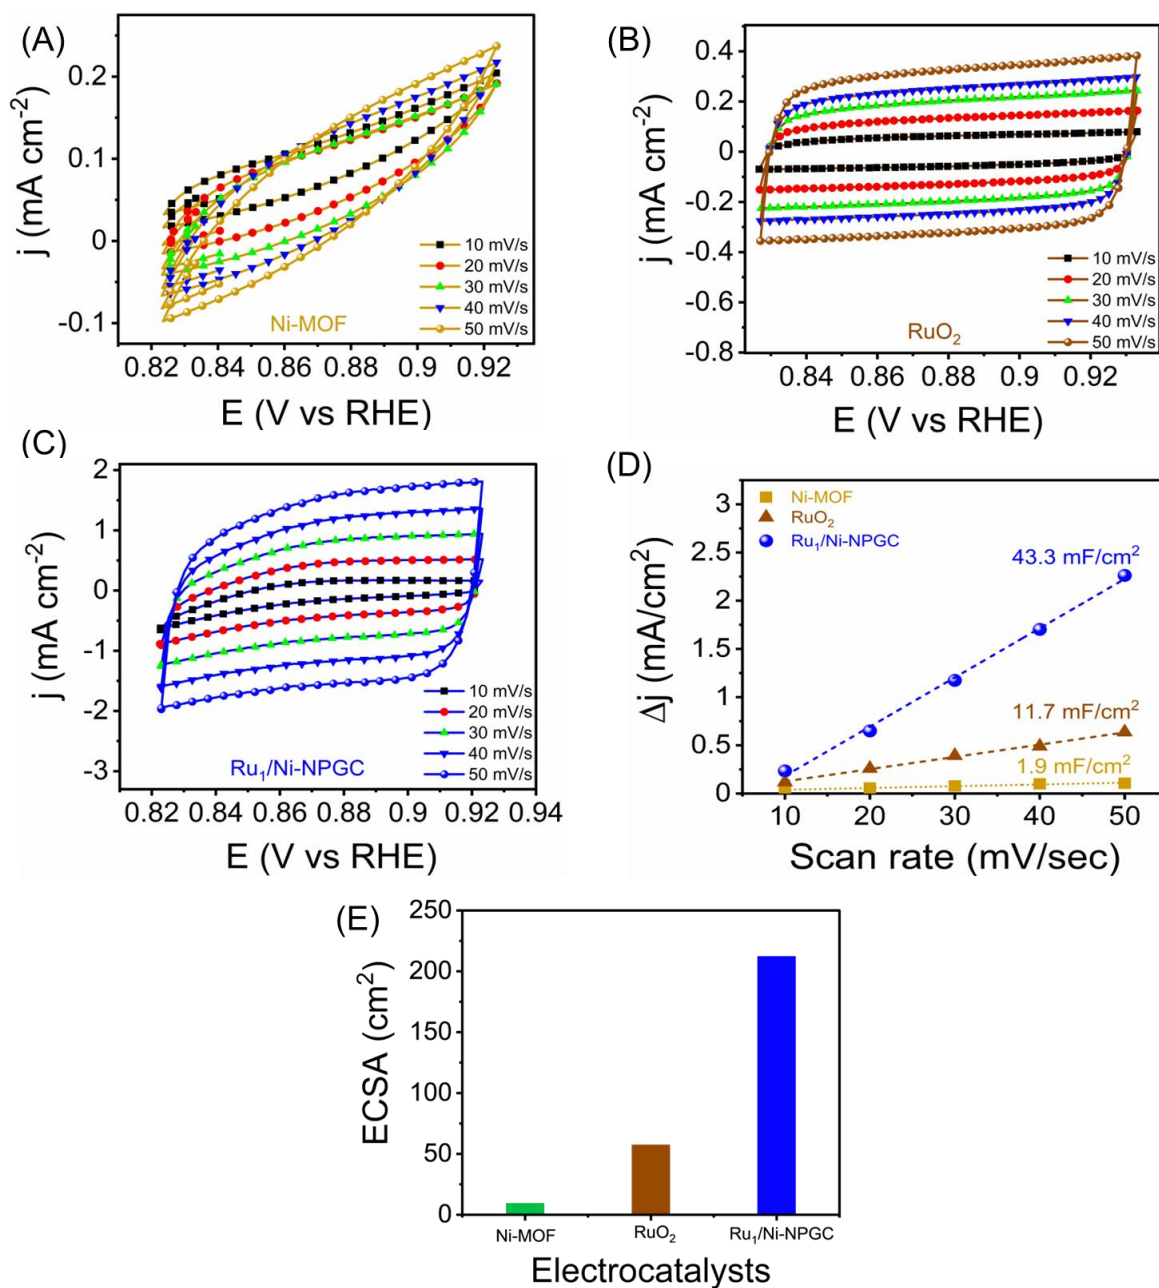 (A)
0.2
0.1
0
-0.1
j (mA cm-2)
10 mV/s
20 mV/s
30 mV/s
40 mV/s
50 mV/s
Ni-MOF
0.82 0.84 0.86 0.88 0.90 0.92
E (V vs RHE)
(B)
0.4
0.2
0
-0.2
-0.4
-0.6
-0.8
j (mA cm-2)
10 mV/s
20 mV/s
30 mV/s
40 mV/s
50 mV/s
RuO2
0.84 0.86 0.88 0.9 0.92
E (V vs RHE)
(C)
2
1
0
-1
-2
-3
j (mA cm-2)
10 mV/s
20 mV/s
30 mV/s
40 mV/s
50 mV/s
Ru1/Ni-NPGC
0.82 0.84 0.86 0.88 0.9 0.92 0.94
E (V vs RHE)
(D)
3
2.5
2
1.5
1
0.5
0
Δj (mA/cm2)
Ni-MOF
RuO2
Ru1/Ni-NPGC
43.3 mF/cm2
11.7 mF/cm2
1.9 mF/cm2
10 20 30 40 50
Scan rate (mV/sec)
(E)
250
200
150
100
50
0
ECSA (cm2)
Ni-MOF RuO2 Ru1/Ni-NPGC
Electrocatalysts